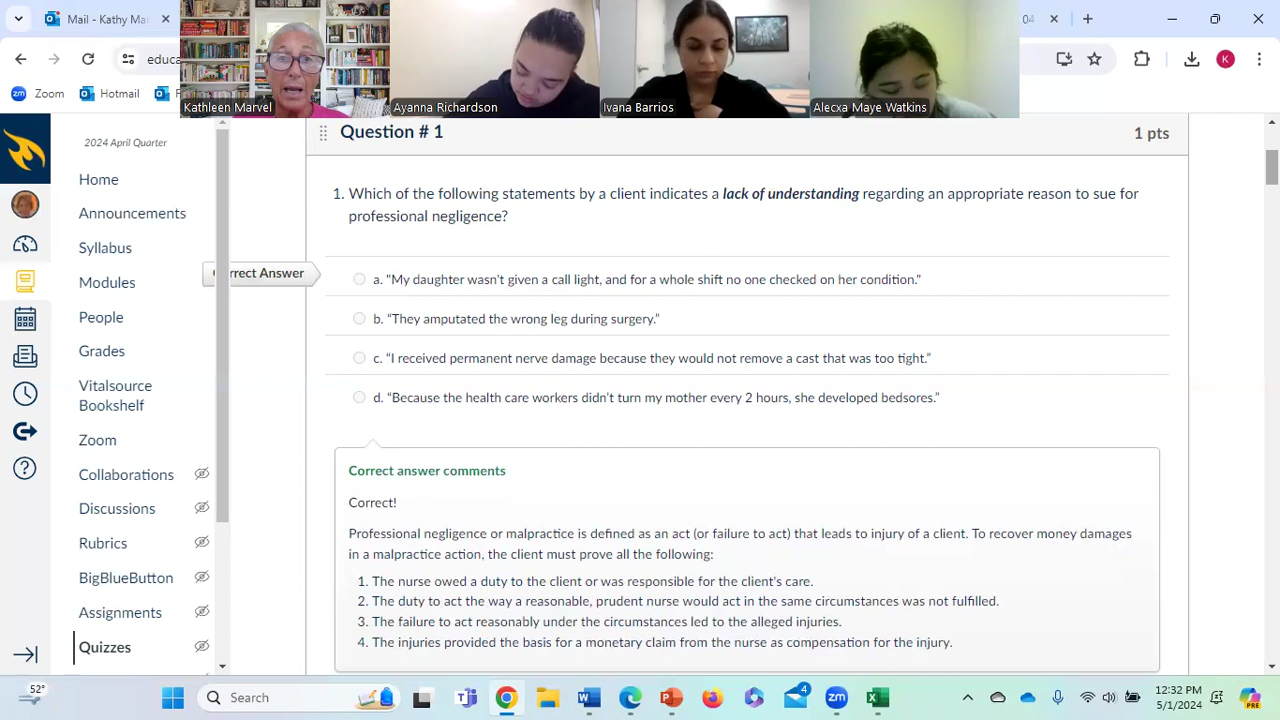 Mail - Kathy Mar
04
educa
Zoom
Hotmail
Kathleen Marvel
Ayanna Richardson
Ivana Barrios
Alecxa Maye Watkins
K
2024 April Quarter
Home
Announcements
Syllabus
Modules
People
Grades
Vitalsource
Bookshelf
Zoom
Collaborations
Discussions
Rubrics
BigBlueButton
Assignments
Quizzes
Question # 1
1 pts
1. Which of the following statements by a client indicates a lack of understanding regarding an appropriate reason to sue for
professional negligence?
Correct Answer
a. "My daughter wasn't given a call light, and for a whole shift no one checked on her condition."
b. “They amputated the wrong leg during surgery.”
c. “I received permanent nerve damage because they would not remove a cast that was too tight.”
d. “Because the health care workers didn’t turn my mother every 2 hours, she developed bedsores.”
Correct answer comments
Correct!
Professional negligence or malpractice is defined as an act (or failure to act) that leads to injury of a client. To recover money damages
in a malpractice action, the client must prove all the following:
1. The nurse owed a duty to the client or was responsible for the client's care.
2. The duty to act the way a reasonable, prudent nurse would act in the same circumstances was not fulfilled.
3. The failure to act reasonably under the circumstances led to the alleged injuries.
4. The injuries provided the basis for a monetary claim from the nurse as compensation for the injury.
52°
Search
4
12:32 PM
5/1/2024